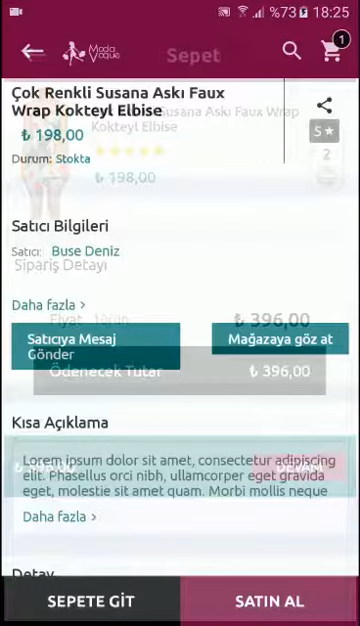 %73 18:25
Moda Vogue
Sepet
1
Çok Renkli Susana Askı Faux
Wrap Kokteyl Elbise
Susana Askı Faux Wrap
Kokteyl Elbise
₺ 198,00
5 ★
2
Durum: Stokta
₺ 198,00
Satıcı Bilgileri
Satıcı: Buse Deniz
Sipariş Detayı
Daha fazla >
Fiyat 1ürün
₺ 396,00
Satıcıya Mesaj
Gönder
Mağazaya göz at
Ödenecek Tutar
₺ 396,00
Kısa Açıklama
Lorem ipsum dolor sit amet, consectetur adipiscing
elit. Phasellus orci nibh, ullamcorper eget gravida
eget, molestie sit amet quam. Morbi mollis neque
Daha fazla >
Detay
SEPETE GİT
SATIN AL